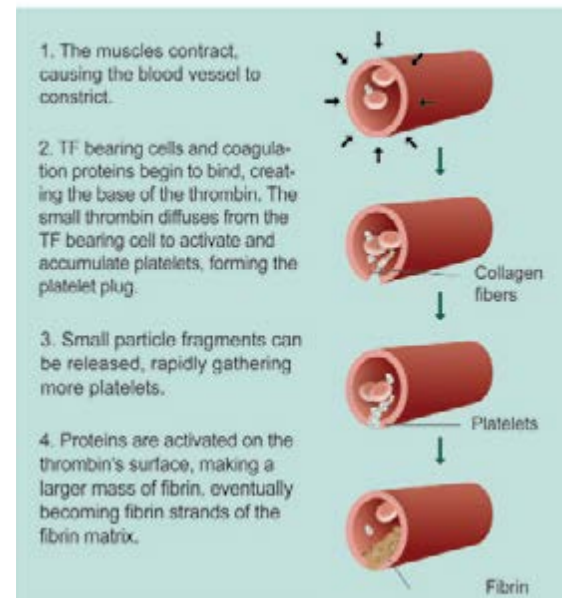 1. The muscles contract,
causing the blood vessel to
constrict.
2. TF bearing cells and coagula-
tion proteins begin to bind, creat-
ing the base of the thrombin. The
small thrombin diffuses from the
TF bearing cell to activate and
accumulate platelets, forming the
platelet plug.
Collagen
fibers
3. Small particle fragments can
be released, rapidly gathering
more platelets.
Platelets
4. Proteins are activated on the
thrombin's surface, making a
larger mass of fibrin, eventually
becoming fibrin strands of the
fibrin matrix.
Fibrin